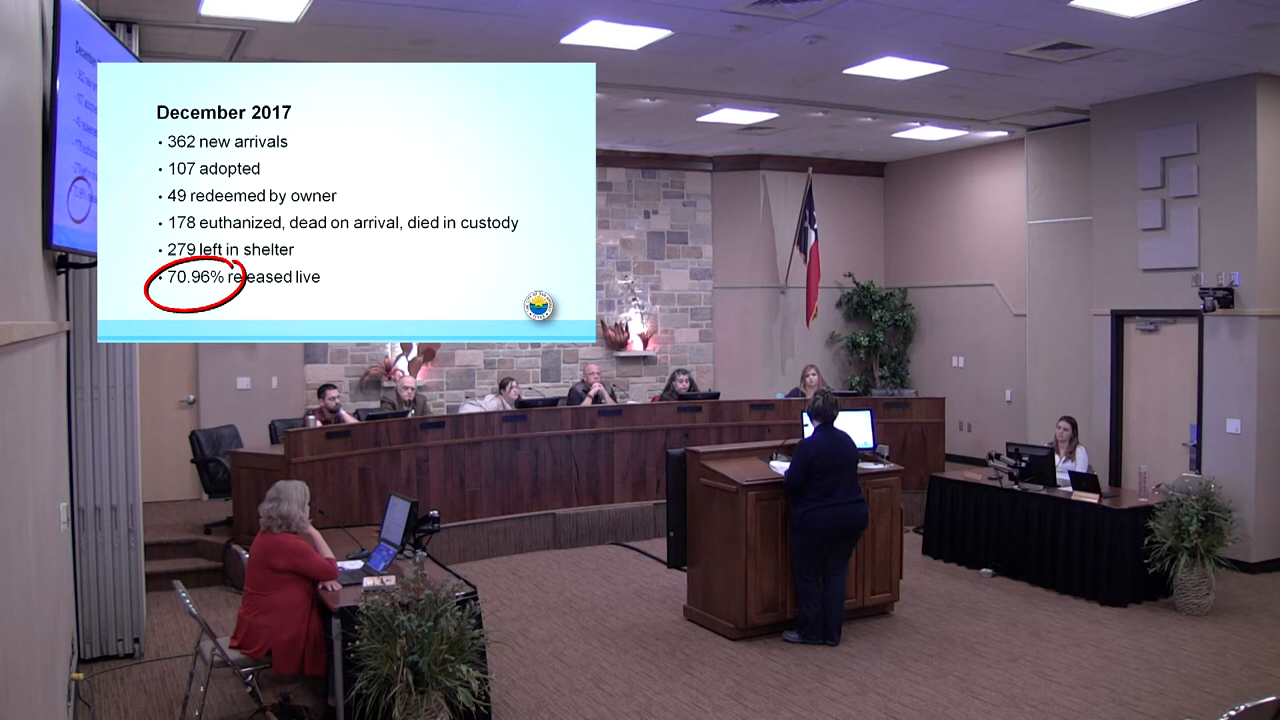 December 2017
• 362 new arrivals
• 107 adopted
• 49 redeemed by owner
• 178 euthanized, dead on arrival, died in custody
• 279 left in shelter
• 70.96% released live